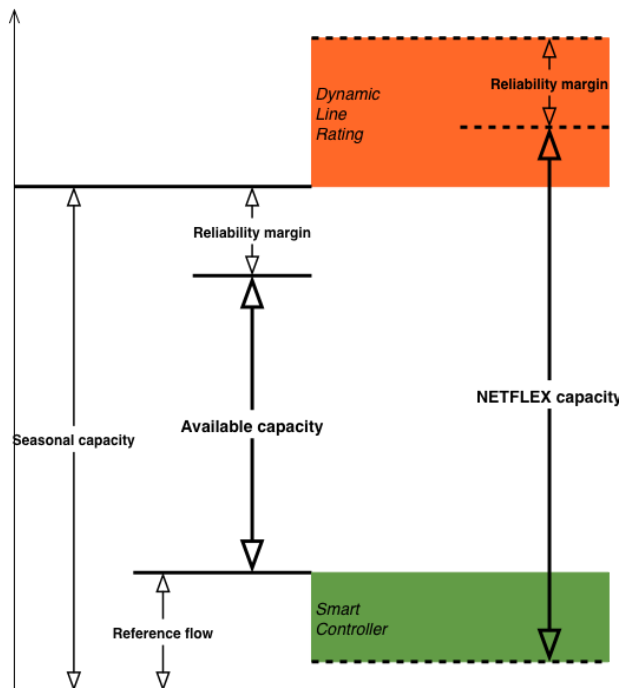 Reliability margin
Dynamic
Line
Rating
Reliability margin
NETFLEX capacity
Available capacity
Seasonal capacity
Smart
Controller
Reference flow